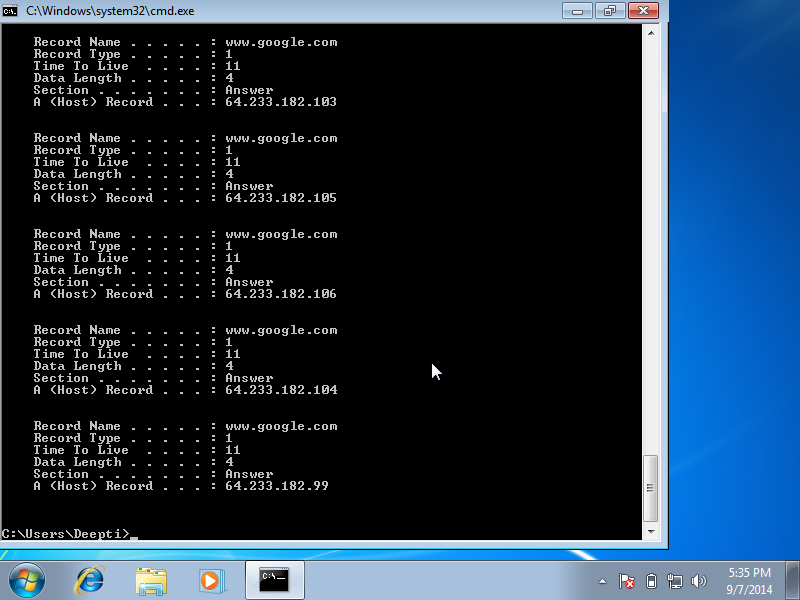 C:\Windows\system32\cmd.exe
Record Name . . . . . : www.google.com
Record Type . . . . . : 1
Time To Live  . . . . : 11
Data Length . . . . . : 4
Section . . . . . . . : Answer
A (Host) Record . . . : 64.233.182.103
Record Name . . . . . : www.google.com
Record Type . . . . . : 1
Time To Live  . . . . : 11
Data Length . . . . . : 4
Section . . . . . . . : Answer
A (Host) Record . . . : 64.233.182.105
Record Name . . . . . : www.google.com
Record Type . . . . . : 1
Time To Live  . . . . : 11
Data Length . . . . . : 4
Section . . . . . . . : Answer
A (Host) Record . . . : 64.233.182.106
Record Name . . . . . : www.google.com
Record Type . . . . . : 1
Time To Live  . . . . : 11
Data Length . . . . . : 4
Section . . . . . . . : Answer
A (Host) Record . . . : 64.233.182.104
Record Name . . . . . : www.google.com
Record Type . . . . . : 1
Time To Live  . . . . : 11
Data Length . . . . . : 4
Section . . . . . . . : Answer
A (Host) Record . . . : 64.233.182.99
C:\Users\Deepti>_
5:35 PM
9/7/2014